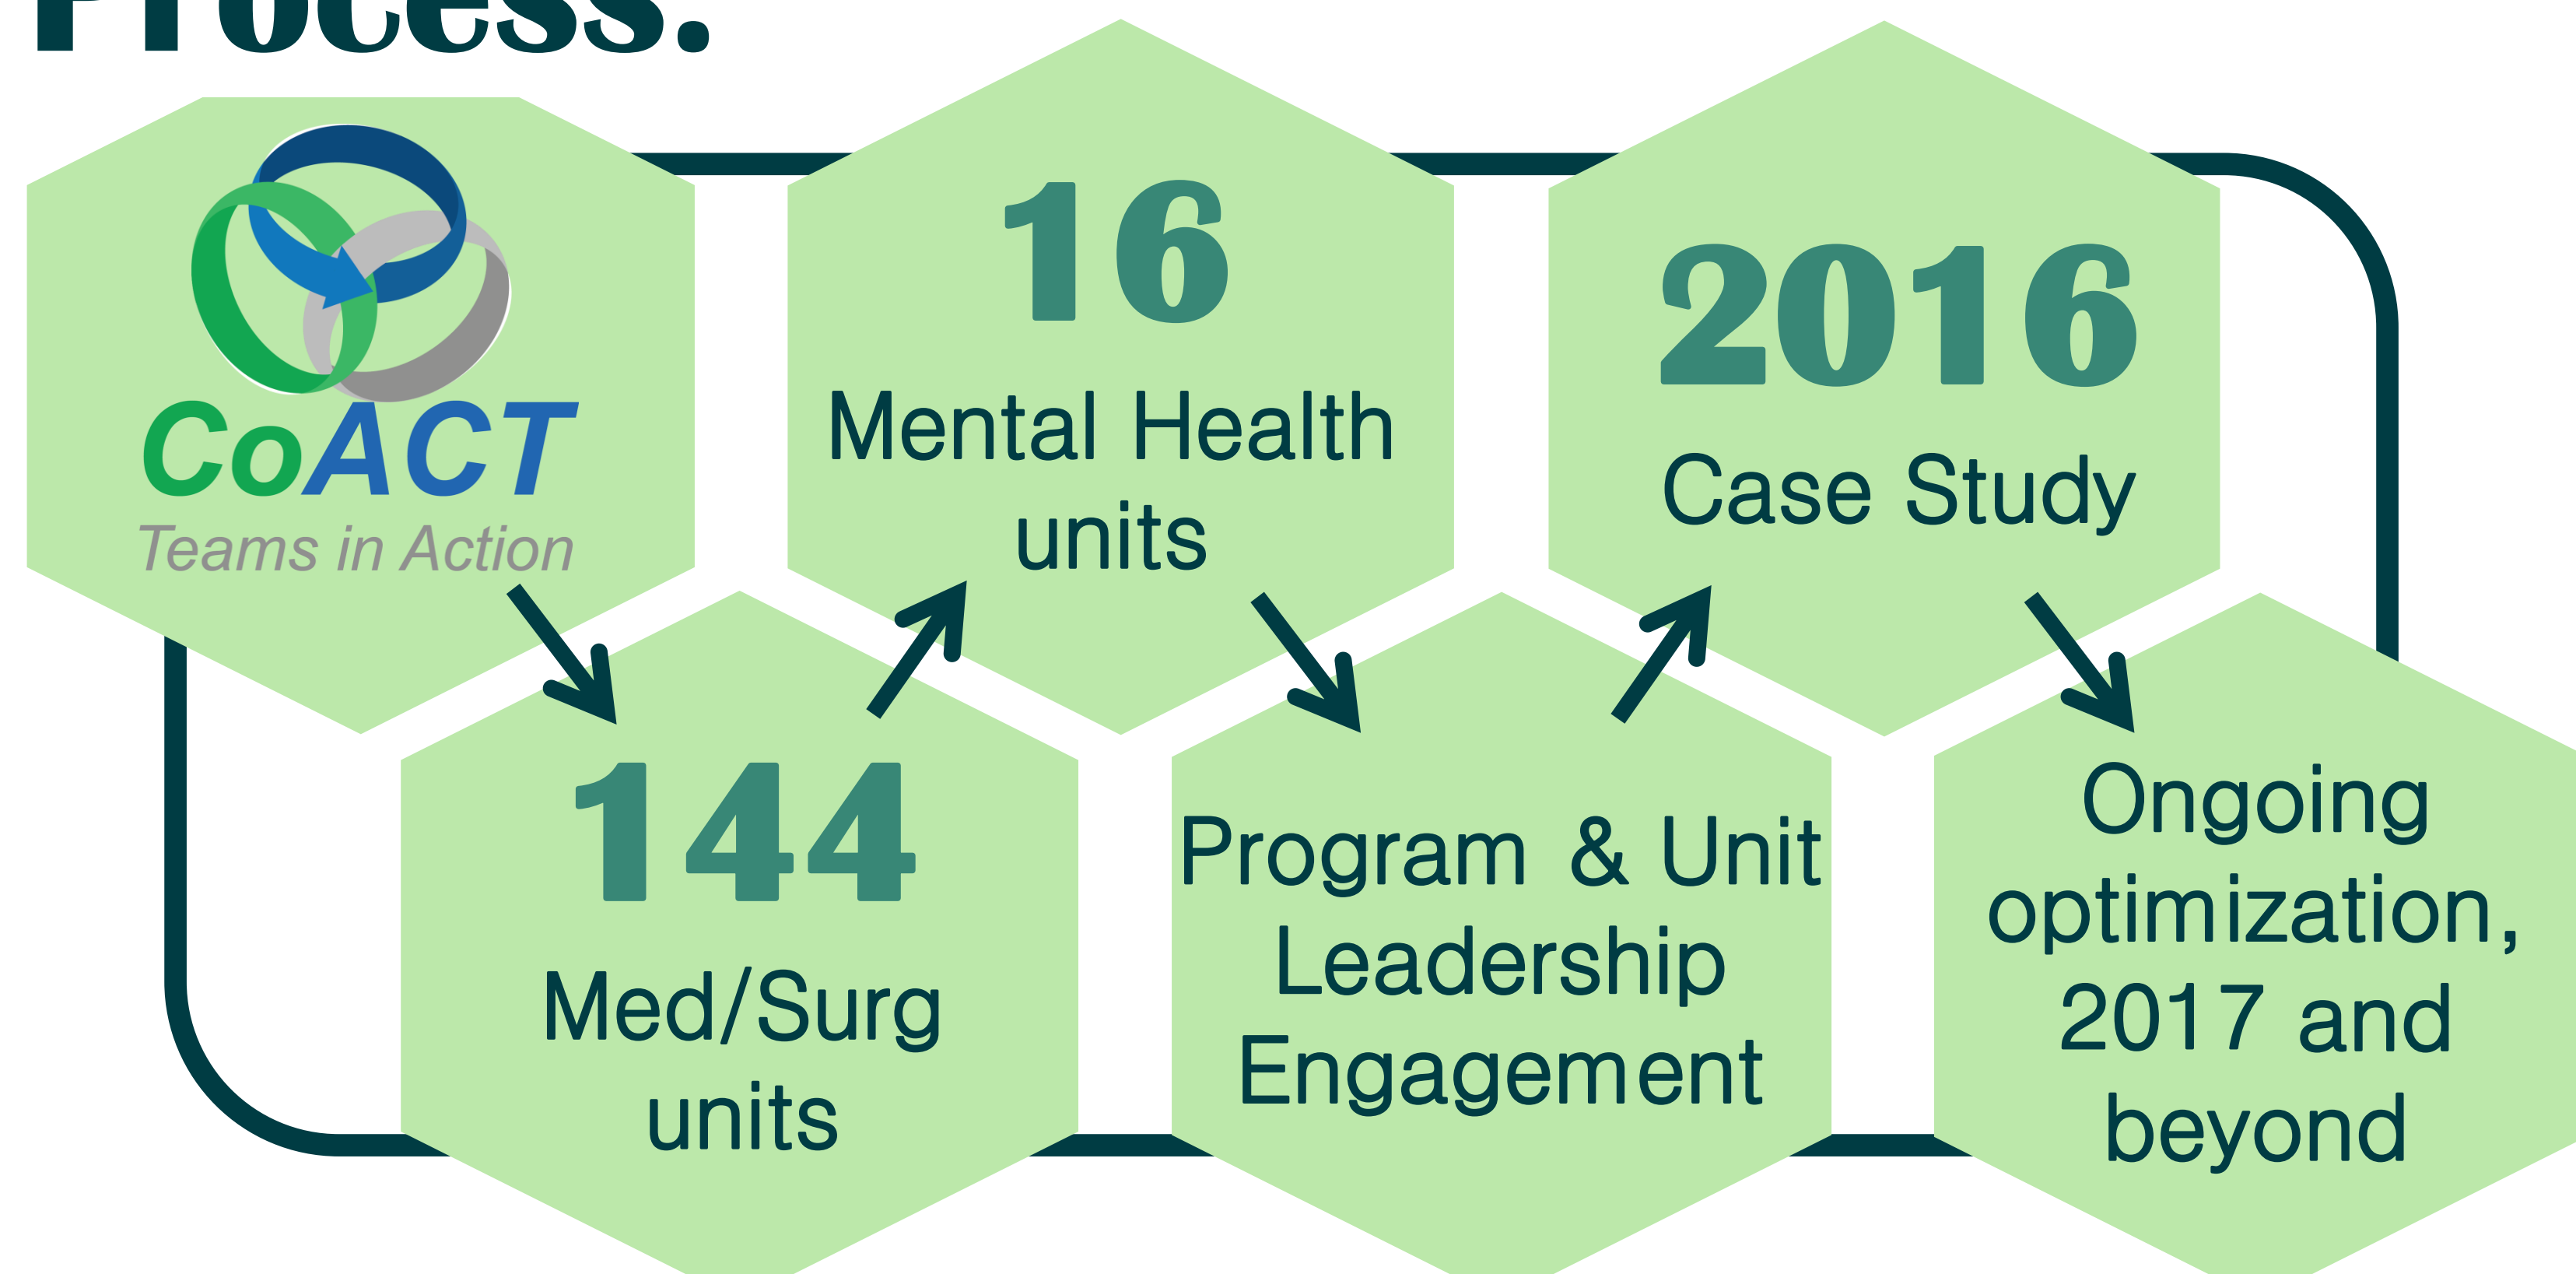 Process:
CoACT
Teams in Action
144
Med/Surg
units
16
Mental Health
units
Program & Unit
Leadership
Engagement
2016
Case Study
Ongoing
optimization,
2017 and
beyond